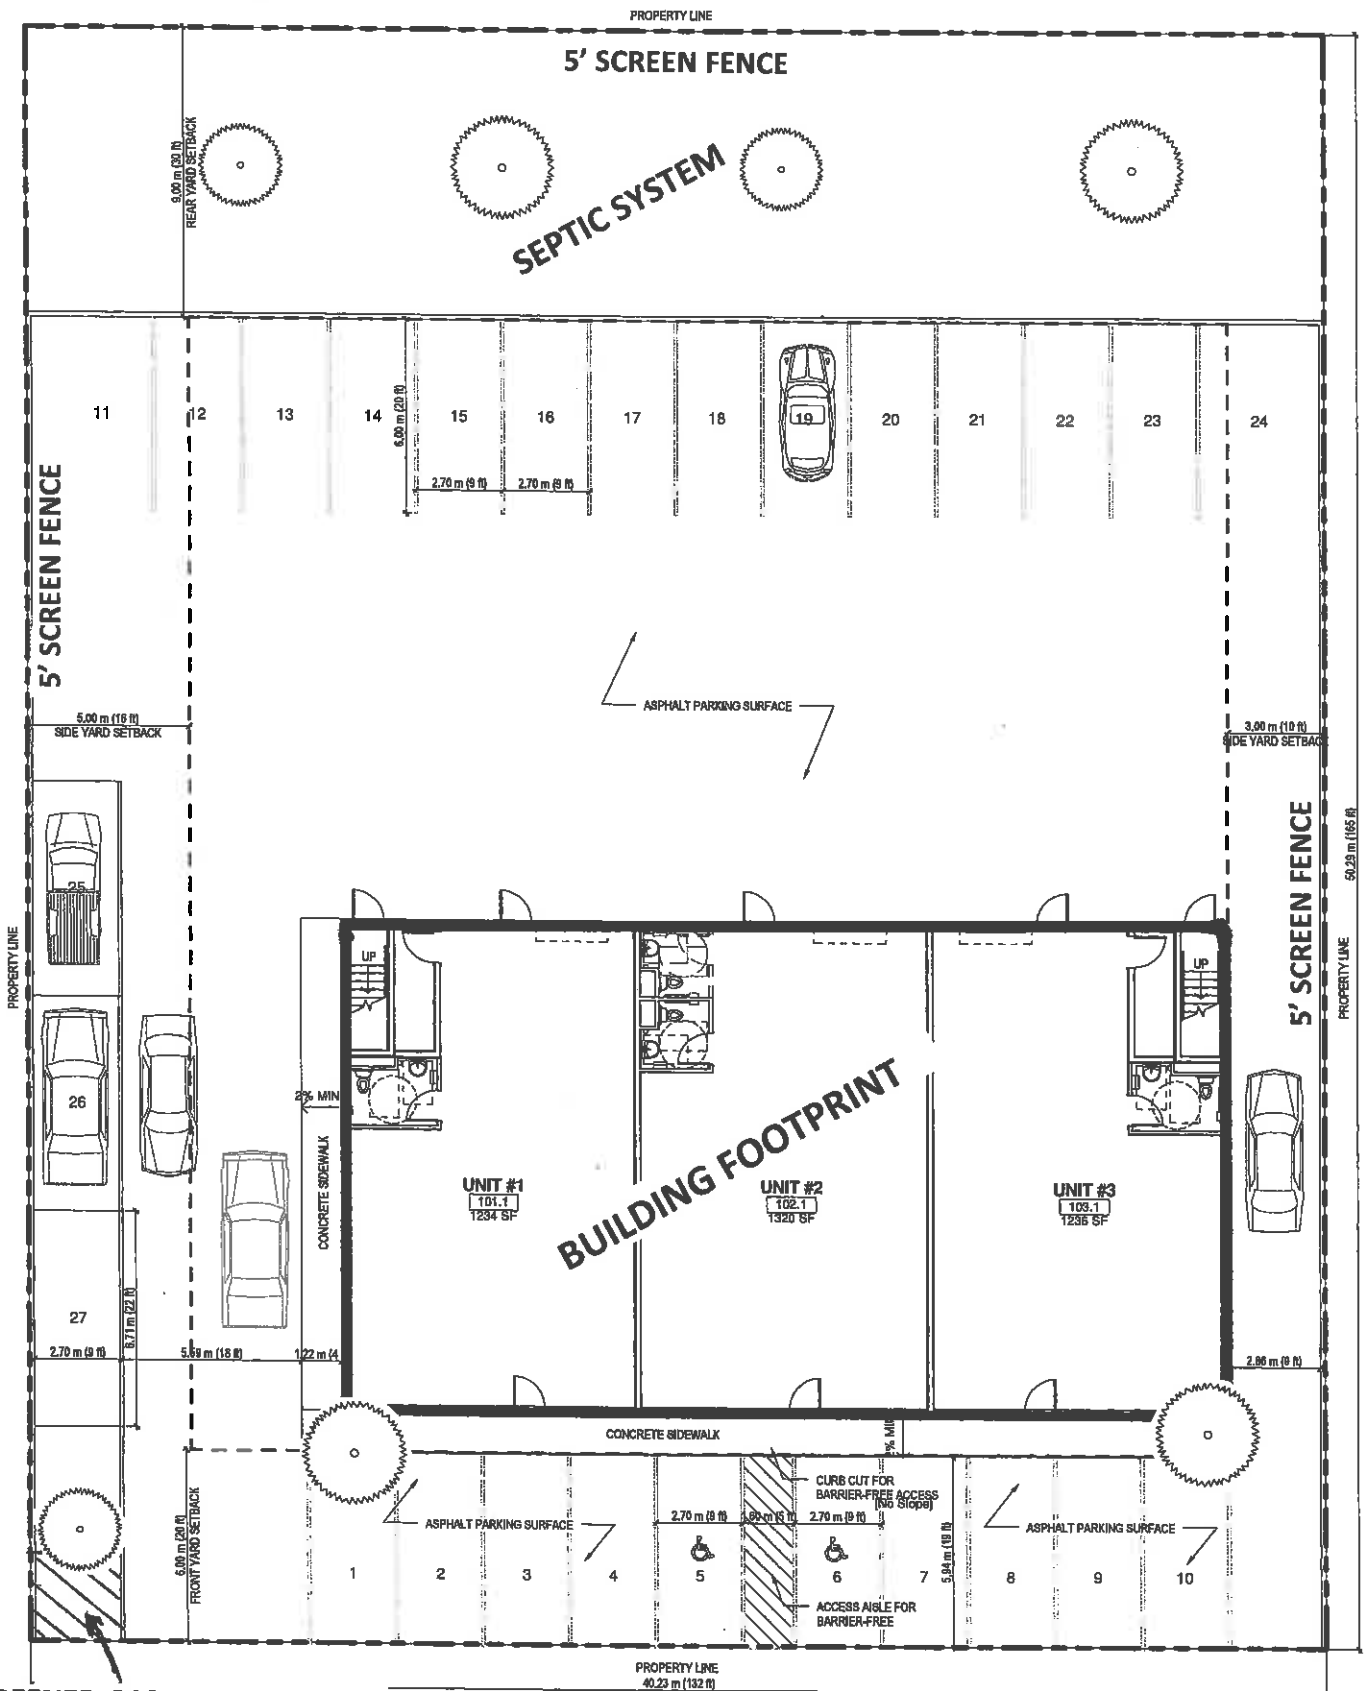 PROPERTY LINE
5' SCREEN FENCE
9.00 m (30 ft)
REAR YARD SETBACK
SEPTIC SYSTEM
11
12
13
14
6.00 m (20 ft)
15
16
17
18
19
20
21
22
23
24
2.70 m (9 ft)
2.70 m (9 ft)
5' SCREEN FENCE
ASPHALT PARKING SURFACE
5.00 m (16 ft)
SIDE YARD SETBACK
3.00 m (10 ft)
SIDE YARD SETBACK
50.29 m (165 ft)
5' SCREEN FENCE
PROPERTY LINE
PROPERTY LINE
25
UP
UP
26
2% MIN
CONCRETE SIDEWALK
BUILDING FOOTPRINT
UNIT #1
101.1
1234 SF
UNIT #2
102.1
1320 SF
UNIT #3
103.1
1236 SF
27
6.71 m (22 ft)
2.70 m (9 ft)
5.59 m (18 ft)
1.22 m (4
2.86 m (9 ft)
CONCRETE SIDEWALK
% MI
CURB CUT FOR
BARRIER-FREE ACCESS
(No Slope)
6.00 m (20 ft)
FRONT YARD SETBACK
ASPHALT PARKING SURFACE
2.70 m (9 ft)
2.70 m (9 ft)
5.94 m (19 ft)
ASPHALT PARKING SURFACE
1
2
3
4
5
6
7
8
9
10
ACCESS AISLE FOR
BARRIER-FREE
PROPERTY LINE
40.23 m (132 ft)